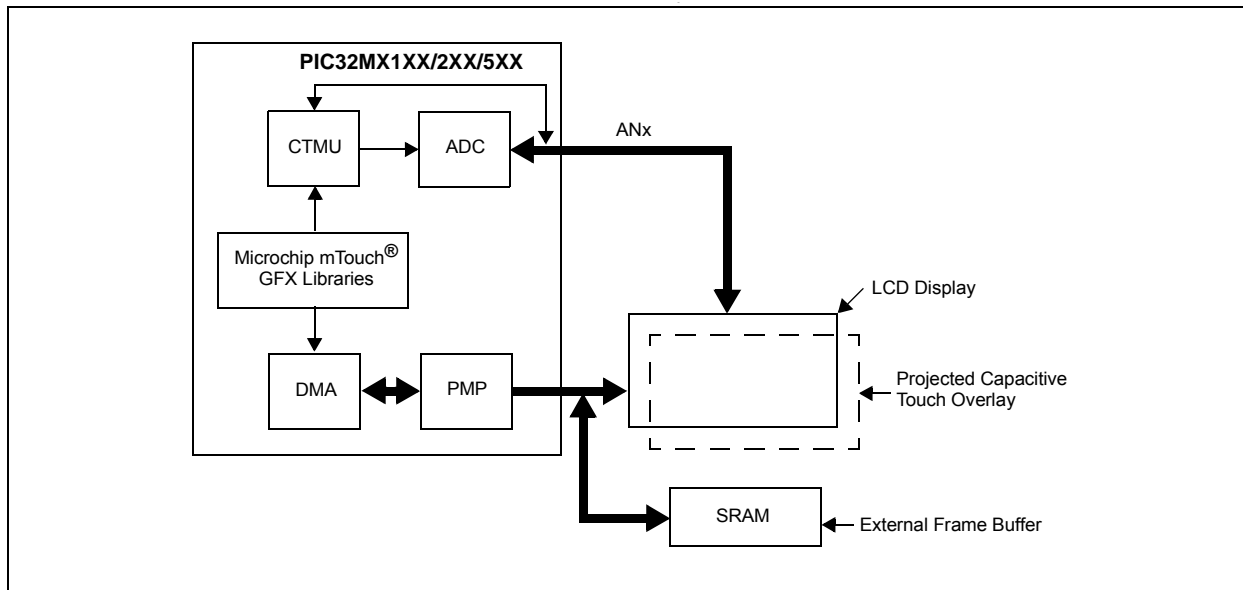 PIC32MX1XX/2XX/5XX
CTMU
ADC
ANx
Microchip mTouch®
GFX Libraries
LCD Display
DMA
PMP
Projected Capacitive
Touch Overlay
SRAM
External Frame Buffer